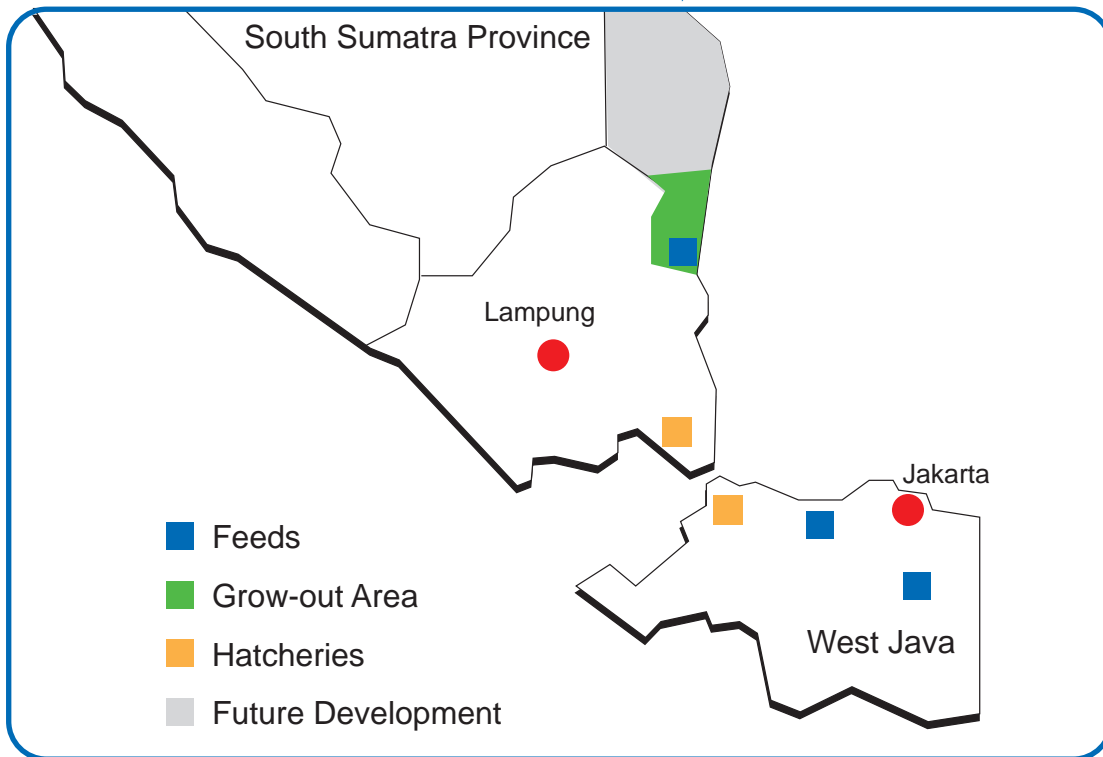 South Sumatra Province
Lampung
Jakarta
Feeds
Grow-out Area
Hatcheries
West Java
Future Development